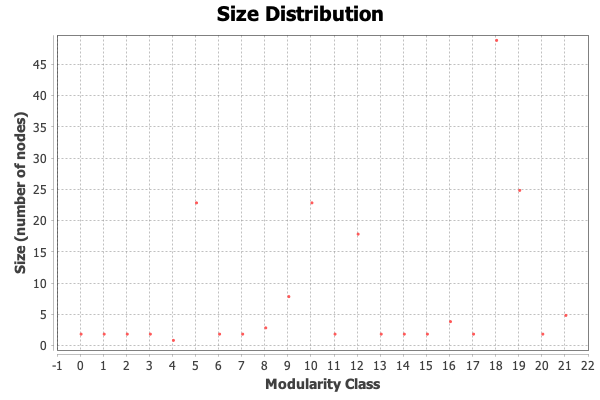 Size Distribution
Size (number of nodes)
45
40
35
30
25
20
15
10
5
0
-1 0 1 2 3 4 5 6 7 8 9 10 11 12 13 14 15 16 17 18 19 20 21 22
Modularity Class